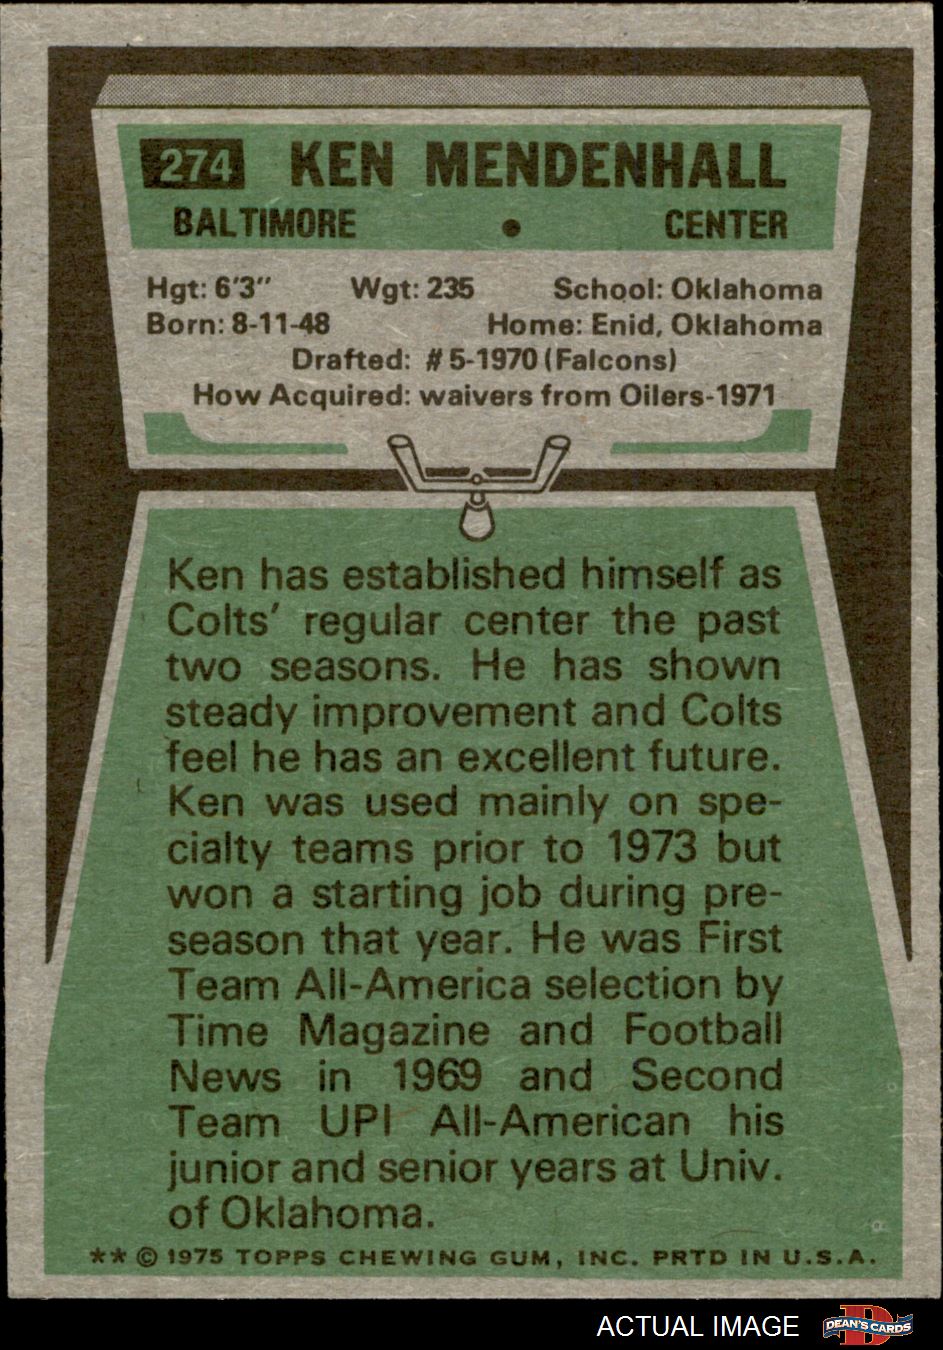 274 KEN MENDENHALL
BALTIMORE • CENTER
Hgt: 6'3" Wgt: 235 School: Oklahoma
Born: 8-11-48 Home: Enid, Oklahoma
Drafted: #5-1970 (Falcons)
How Acquired: waivers from Oilers-1971
Ken has established himself as
Colts' regular center the past
two seasons. He has shown
steady improvement and Colts
feel he has an excellent future.
Ken was used mainly on spe-
cialty teams prior to 1973 but
won a starting job during pre-
season that year. He was First
Team All-America selection by
Time Magazine and Football
News in 1969 and Second
Team UPI All-American his
junior and senior years at Univ.
of Oklahoma.
** © 1975 TOPPS CHEWING GUM, INC. PRTD IN U.S.A.
ACTUAL IMAGE D DEAN'S CARDS